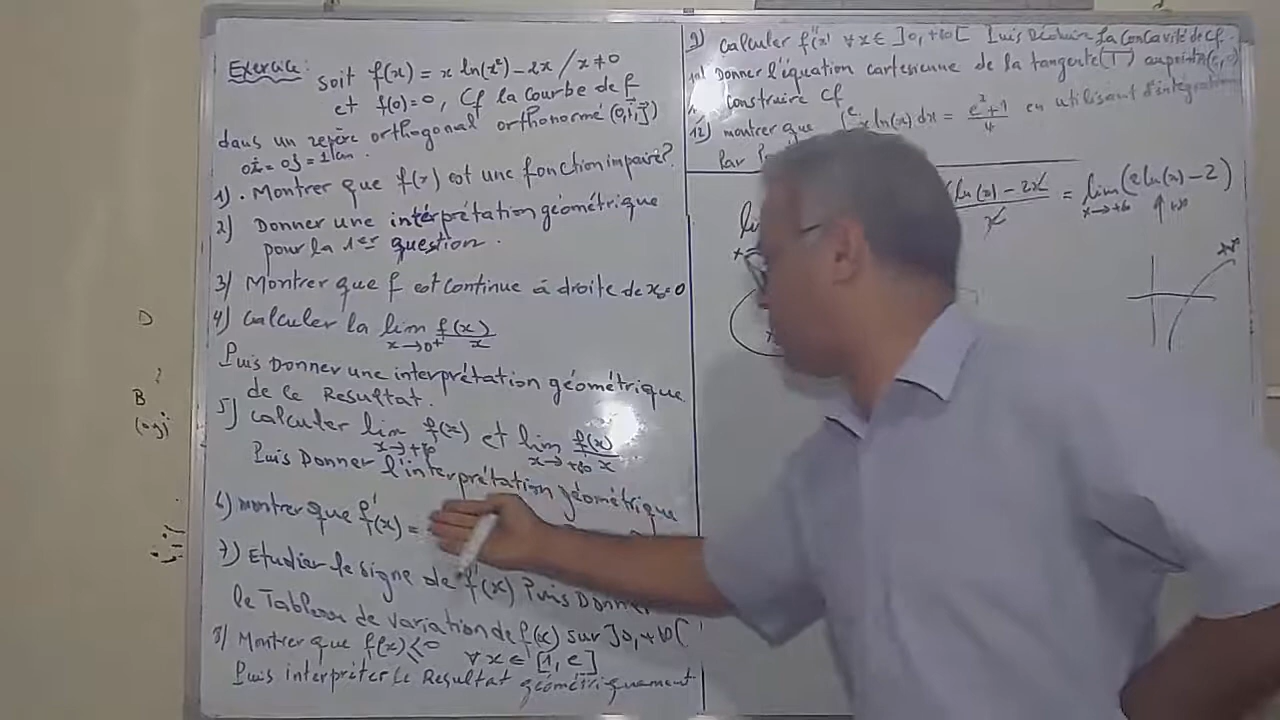 Exercice: soit f(x) = x ln(x²) - 2x / x ≠ 0
et f(0)=0, Cf la courbe de f
dans un repère orthogonal orthonormé (0,i,j)
oi = oj = 1cm.
1). Montrer que f(x) est une fonction impaire?
2) Donner une intérprétation géométrique
pour la 1er question.
3) Montrer que f est continue à droite de x₀=0
4) calculer la lim f(x)/x
x→0⁺
Puis Donner une interprétation géométrique
de le Resultat.
5) calculer lim f(x) et lim f(x)/x
x→+∞ x→+∞
Puis Donner l'interprétation géométrique
6) montrer que f'(x) =
7) Etudier le signe de f'(x) Puis Donner
le Tableau de variation de f(x) sur ]0,+∞[
8) Montrer que f(x) ≤ 0 ∀x ∈ [1,e]
Puis interpréter le Resultat géométriquement
9) calculer f"(x) ∀x ∈ ]0,+∞[ Puis Déduire la concavité de Cf.
Donner l'équation cartesienne de la tangente (T) au point
construire Cf
12) montrer que ∫ x ln(x) dx = (e²+1)/4 en utilisant d'intégration
Par
ln(x) - 2x / x = lim (2 ln(x) - 2)
x→+∞ +∞
D
B